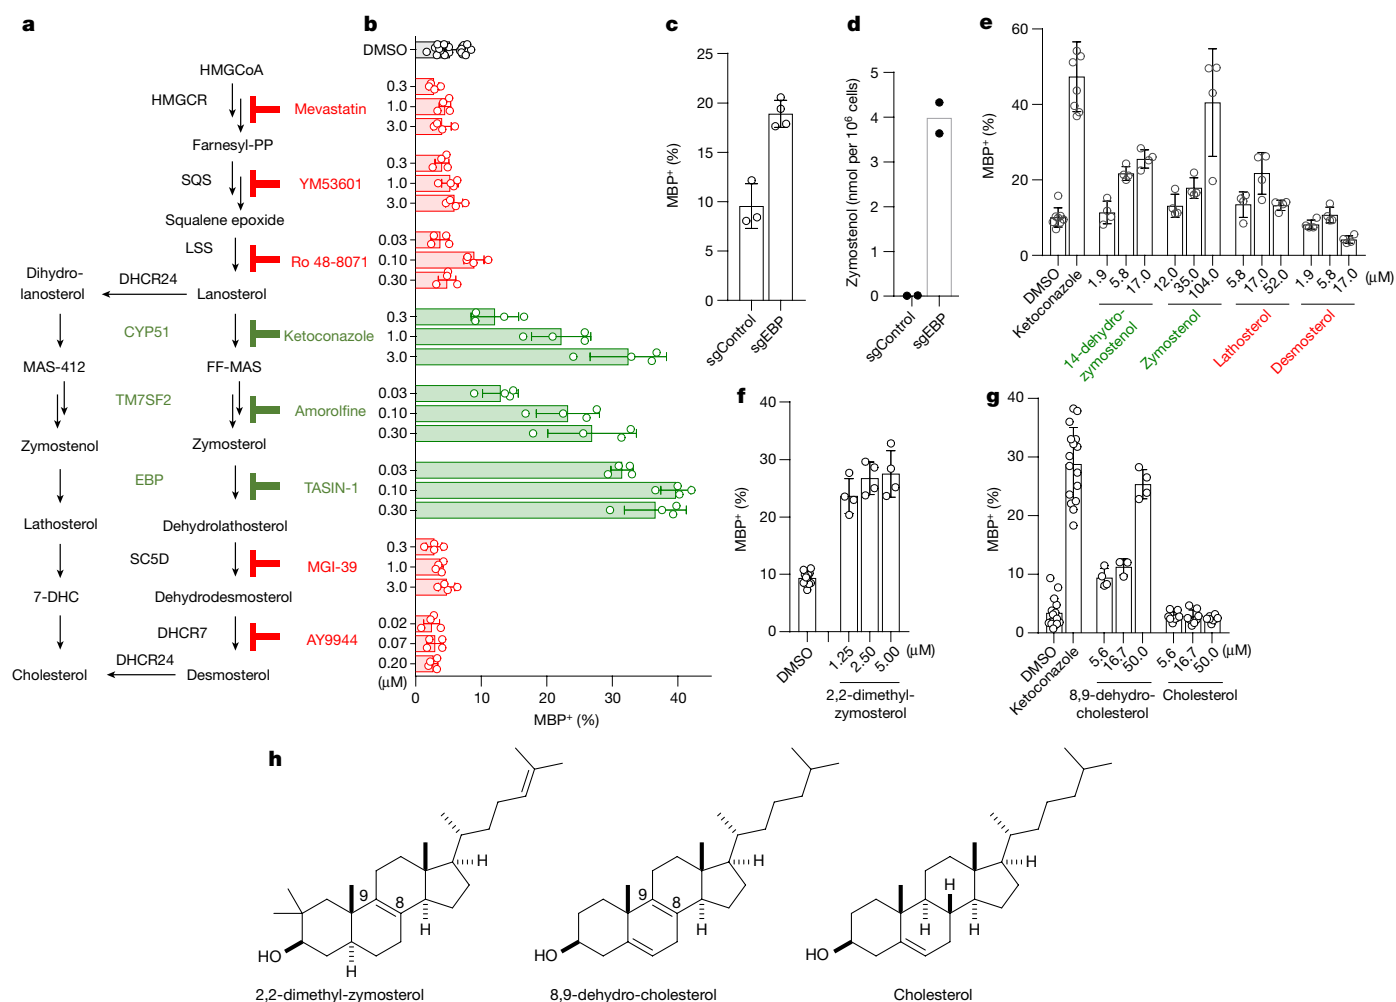 a
HMGCoA
HMGCR
Mevastatin
Farnesyl-PP
SQS
YM53601
Squalene epoxide
LSS
Ro 48-8071
Dihydro-
lanosterol
DHCR24
Lanosterol
CYP51
Ketoconazole
MAS-412
FF-MAS
TM7SF2
Amorolfine
Zymostenol
Zymosterol
EBP
TASIN-1
Lathosterol
Dehydrolathosterol
SC5D
MGI-39
7-DHC
Dehydrodesmosterol
DHCR7
AY9944
DHCR24
Cholesterol
Desmosterol
b
DMSO
0.3
1.0
3.0
0.3
1.0
3.0
0.03
0.10
0.30
0.3
1.0
3.0
0.03
0.10
0.30
0.03
0.10
0.30
0.3
1.0
3.0
0.02
0.07
0.20
(μM)
0 10 20 30 40
MBP⁺ (%)
c
MBP⁺ (%)
25
20
15
10
5
0
sgControl
sgEBP
d
Zymostenol (nmol per 10⁶ cells)
5
4
3
2
1
0
sgControl
sgEBP
e
MBP⁺ (%)
60
40
20
0
DMSO
Ketoconazole
1.9 5.8 17.0 12.0 35.0 104.0 5.8 17.0 52.0 1.9 5.8 17.0 (μM)
14-dehydro-
zymostenol
Zymostenol
Lathosterol
Desmosterol
f
MBP⁺ (%)
40
30
20
10
0
DMSO
1.25 2.50 5.00 (μM)
2,2-dimethyl-
zymosterol
g
MBP⁺ (%)
40
20
20
0
DMSO
Ketoconazole
5.6 16.7 50.0 5.6 16.7 50.0 (μM)
8,9-dehydro-
cholesterol
Cholesterol
h
H
9
8
H
HO
H
2,2-dimethyl-zymosterol
H
9
8
H
HO
8,9-dehydro-cholesterol
H
H
H
H
HO
Cholesterol